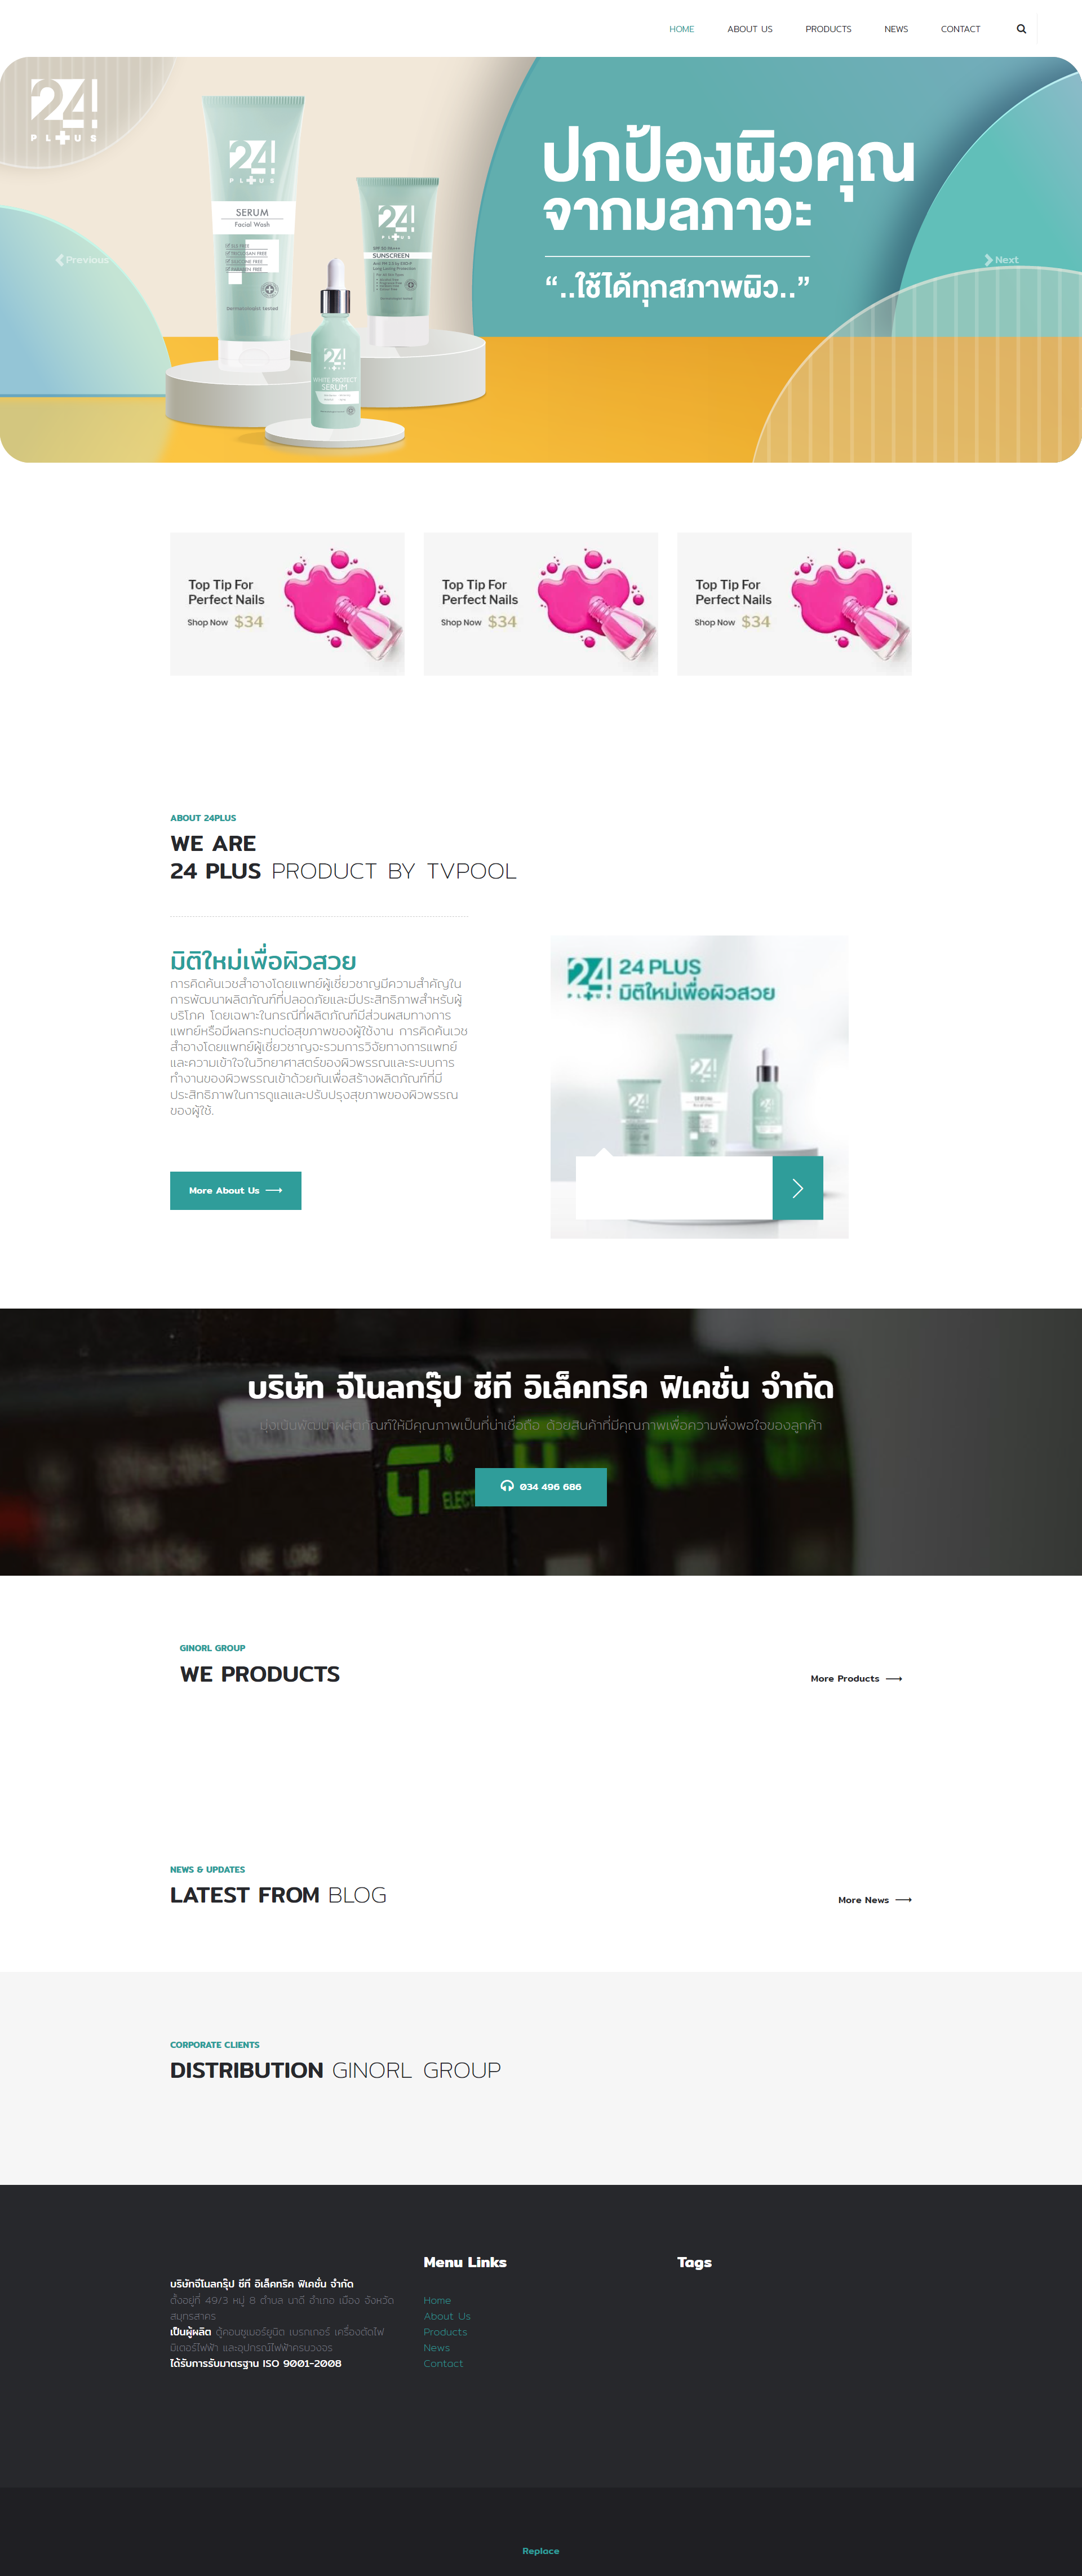 HOME
ABOUT US
PRODUCTS
NEWS
CONTACT
24!
PLUS
24!
PLUS
SERUM
Facial Wash
24!
PLUS
SUNSCREEN
24!
PLUS
WHITE PROTECT
SERUM
ปกป้องผิวคุณ
จากมลภาวะ
“..ใช้ได้ทุกสภาพผิว..”
Previous
Next
Top Tip For
Perfect Nails
Shop Now $34
Top Tip For
Perfect Nails
Shop Now $34
Top Tip For
Perfect Nails
Shop Now $34
ABOUT 24PLUS
WE ARE
24 PLUS PRODUCT BY TVPOOL
มิติใหม่เพื่อผิวสวย
การคิดค้นเวชสำอางโดยแพทย์ผู้เชี่ยวชาญมีความสำคัญใน
การพัฒนาผลิตภัณฑ์ที่ปลอดภัยและมีประสิทธิภาพสำหรับผู้
บริโภค โดยเฉพาะในกรณีที่ผลิตภัณฑ์มีส่วนผสมทางการ
แพทย์หรือมีผลกระทบต่อสุขภาพของผู้ใช้งาน การคิดค้นเวช
สำอางโดยแพทย์ผู้เชี่ยวชาญจะรวมการวิจัยทางการแพทย์
และความเข้าใจในวิทยาศาสตร์ของผิวพรรณและระบบการ
ทำงานของผิวพรรณเข้าด้วยกันเพื่อสร้างผลิตภัณฑ์ที่มี
ประสิทธิภาพในการดูแลและปรับปรุงสุขภาพของผิวพรรณ
ของผู้ใช้.
More About Us
24!
PLUS
24 PLUS
มิติใหม่เพื่อผิวสวย
24!
24!
SERUM
24!
บริษัท จีโนลกรุ๊ป ซีที อิเล็คทริค ฟิเคชั่น จำกัด
มุ่งเน้นพัฒนาผลิตภัณฑ์ให้มีคุณภาพเป็นที่น่าเชื่อถือ ด้วยสินค้าที่มีคุณภาพเพื่อความพึ่งพอใจของลูกค้า
034 496 686
GINORL GROUP
WE PRODUCTS
More Products
NEWS & UPDATES
LATEST FROM BLOG
More News
CORPORATE CLIENTS
DISTRIBUTION GINORL GROUP
บริษัทจีโนลกรุ๊ป ซีที อิเล็คทริค ฟิเคชั่น จำกัด
ตั้งอยู่ที่ 49/3 หมู่ 8 ตำบล นาดี อำเภอ เมือง จังหวัด
สมุทรสาคร
เป็นผู้ผลิต ตู้คอนซูเมอร์ยูนิต เบรกเกอร์ เครื่องตัดไฟ
มิเตอร์ไฟฟ้า และอุปกรณ์ไฟฟ้าครบวงจร
ได้รับการรับมาตรฐาน ISO 9001-2008
Menu Links
Home
About Us
Products
News
Contact
Tags
Replace